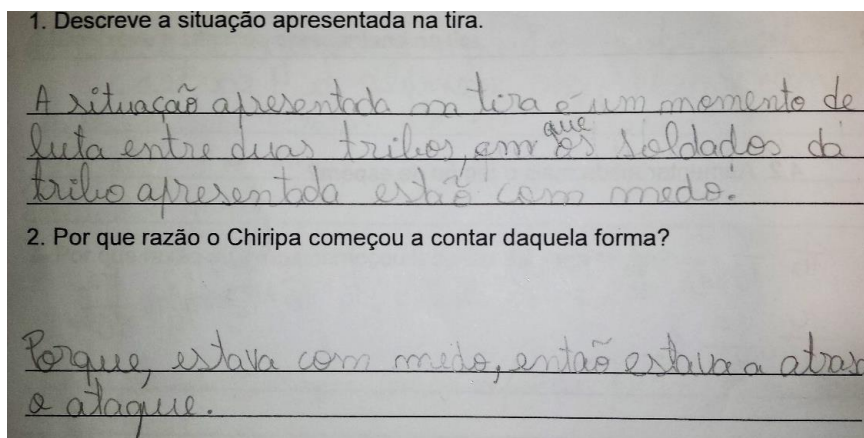 1. Descreve a situação apresentada na tira.
A situação apresentada na tira é um momento de
luta entre duas tribos, em que os soldados da
tribo apresentada estão com medo.
2. Por que razão o Chiripa começou a contar daquela forma?
Porque, estava com medo, então estava a atras
o ataque.